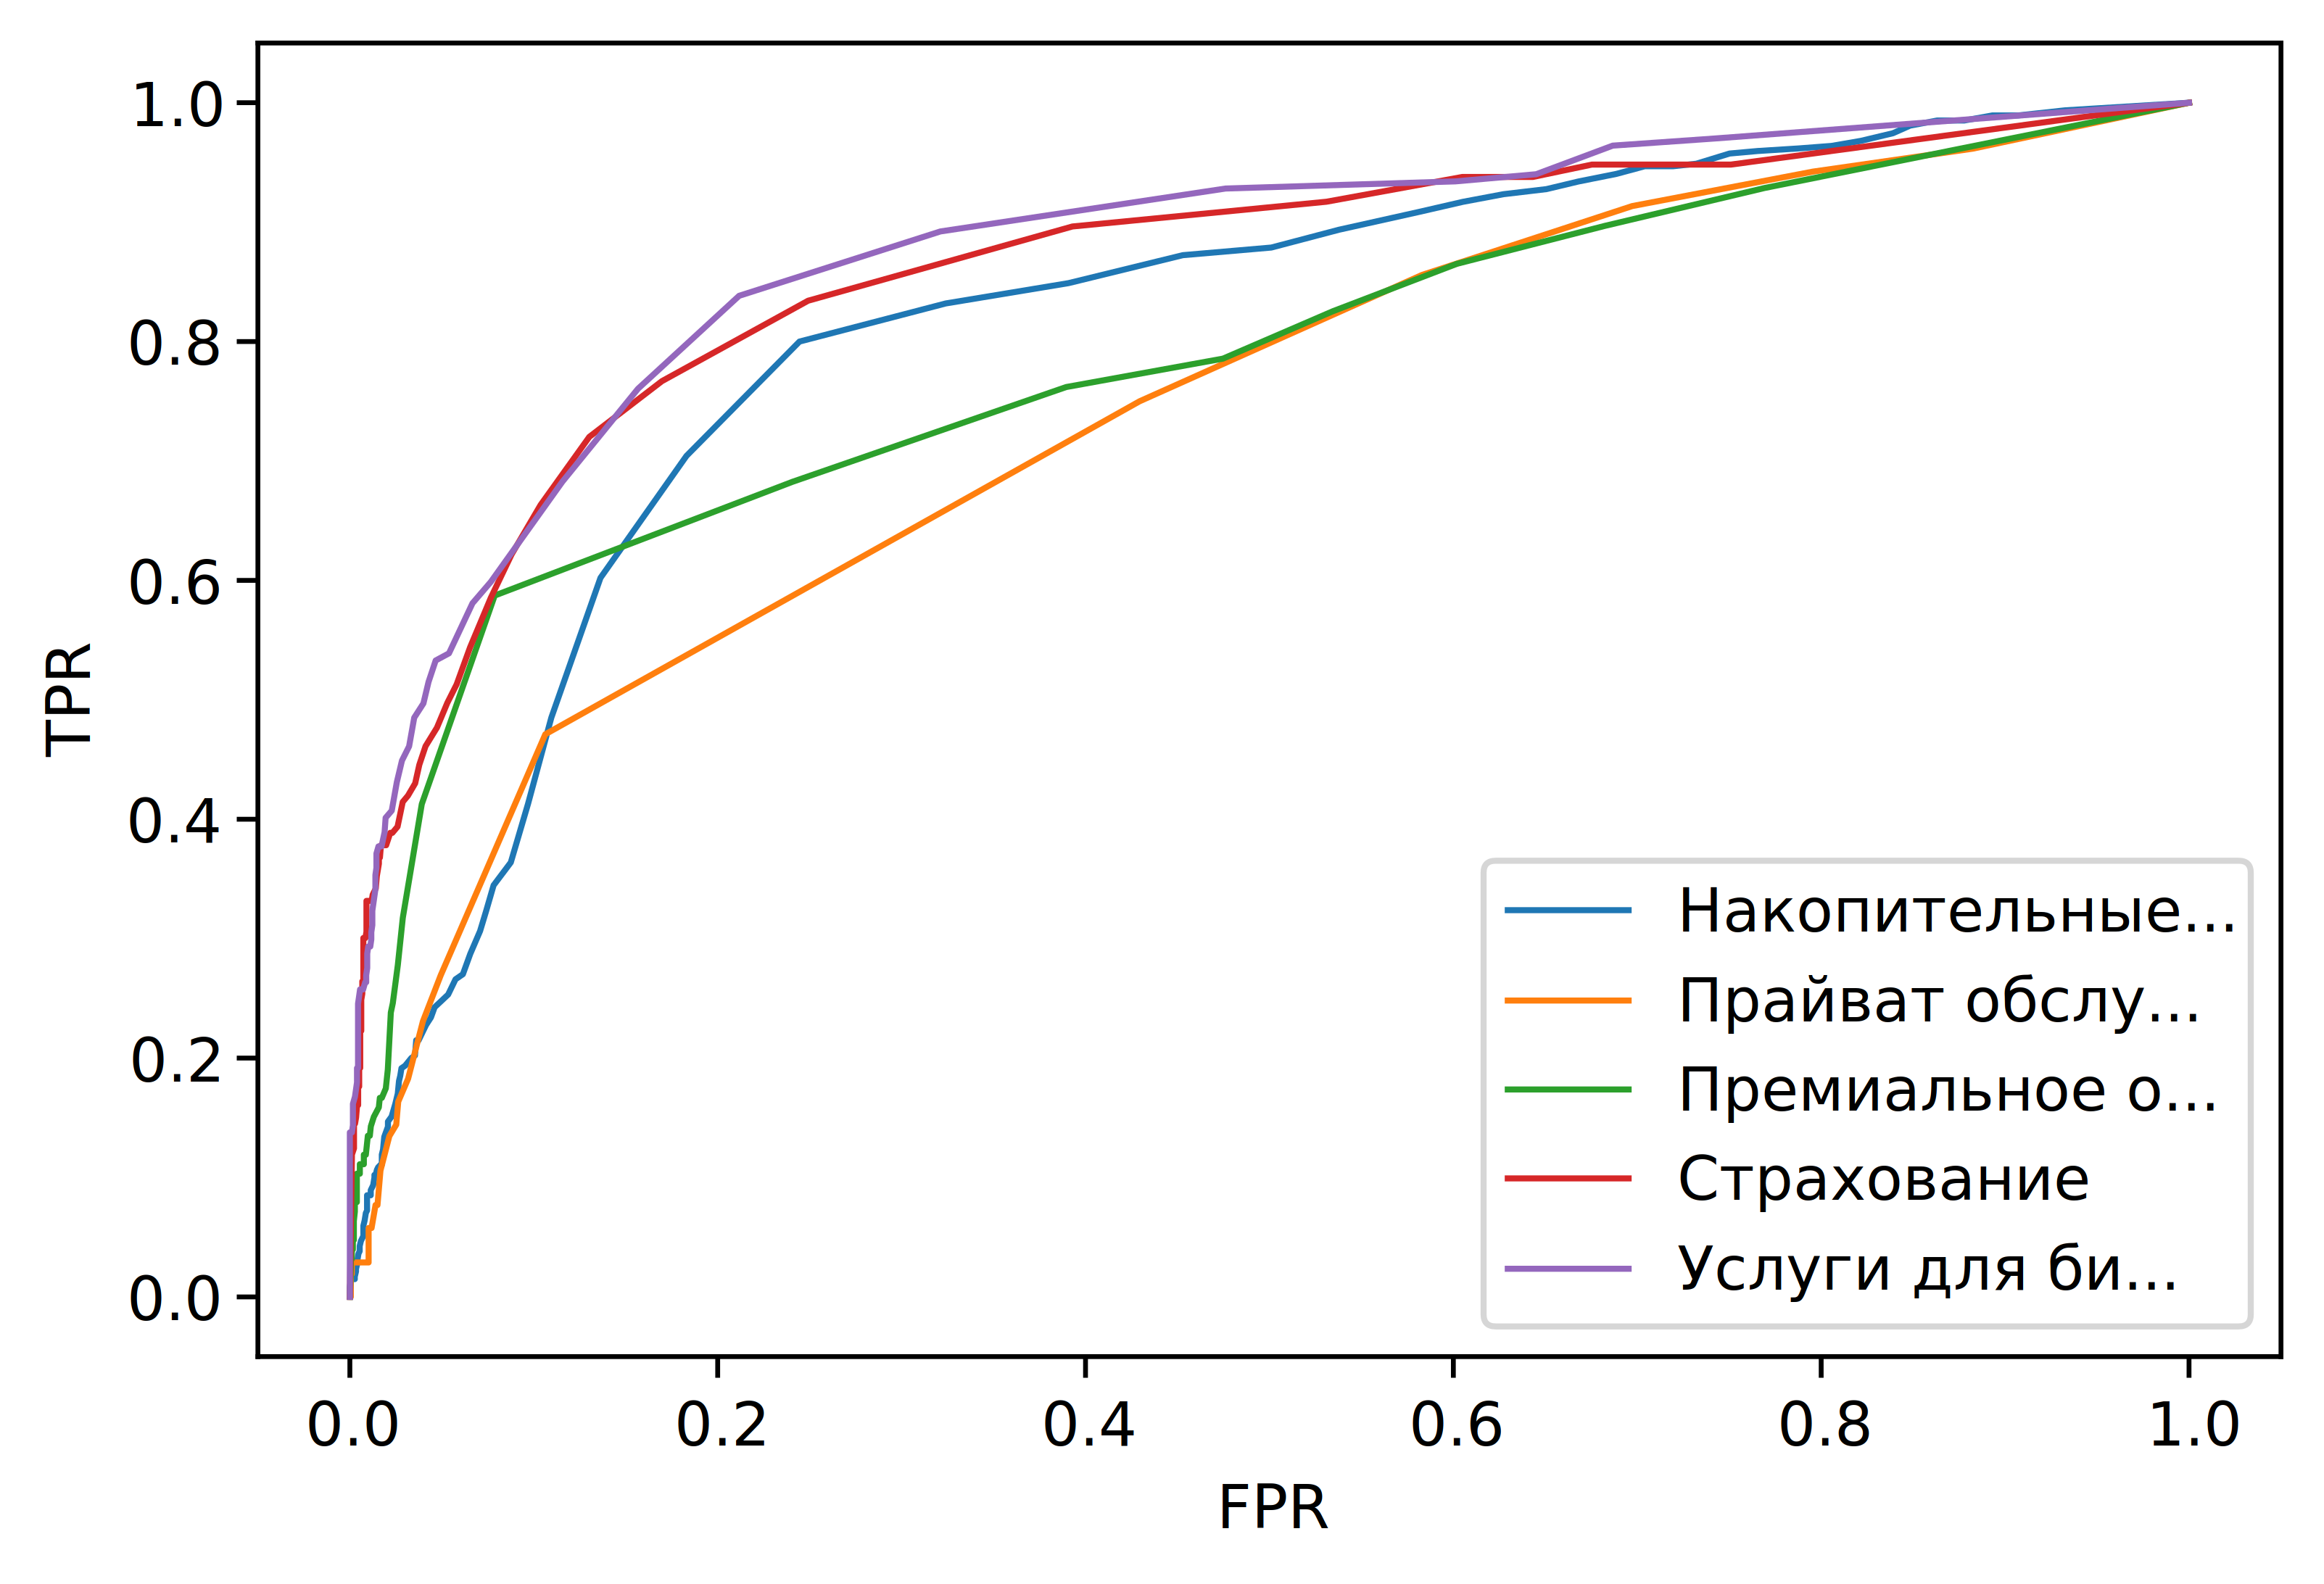 1.0
0.8
0.6
0.4
0.2
0.0
TPR
0.0 0.2 0.4 0.6 0.8 1.0
FPR
Накопительные...
Прайват обслу...
Премиальное о...
Страхование
Услуги для би...